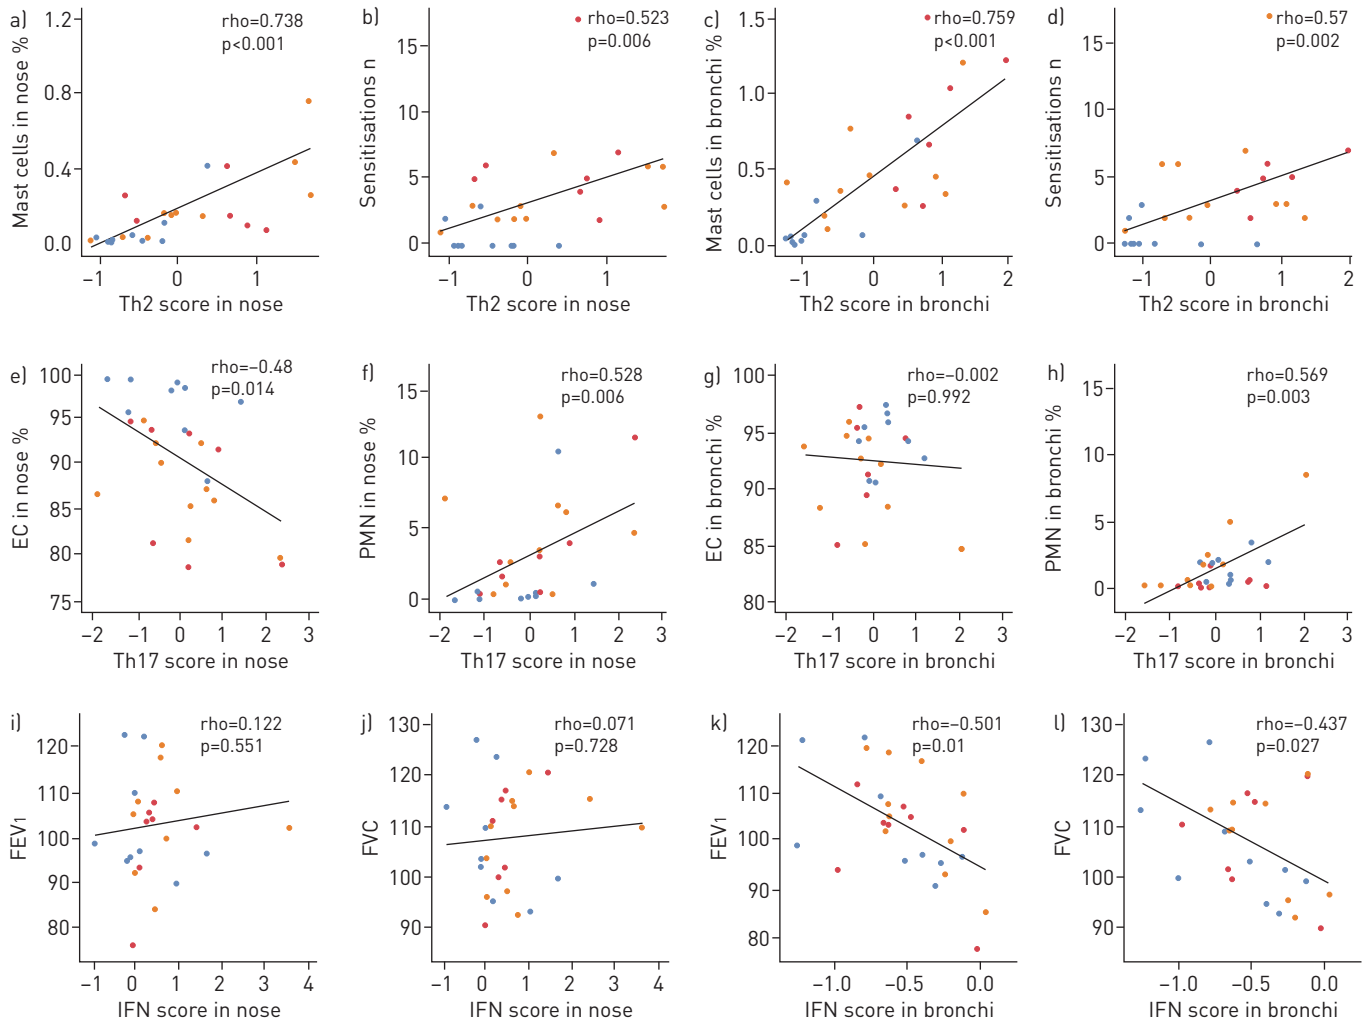 a)
1.2
0.8
0.4
0.0
Mast cells in nose %
rho=0.738
p<0.001
−1
0
1
Th2 score in nose
b)
15
10
5
0
Sensitisations n
rho=0.523
p=0.006
−1
0
1
Th2 score in nose
c)
1.5
1.0
0.5
0.0
Mast cells in bronchi %
rho=0.759
p<0.001
−1
0
1
2
Th2 score in bronchi
d)
15
10
5
0
Sensitisations n
rho=0.57
p=0.002
−1
0
1
2
Th2 score in bronchi
e)
100
95
90
85
80
75
EC in nose %
rho=−0.48
p=0.014
−2
−1
0
1
2
3
Th17 score in nose
f)
15
10
5
0
PMN in nose %
rho=0.528
p=0.006
−2
−1
0
1
2
3
Th17 score in nose
g)
100
95
90
85
80
EC in bronchi %
rho=−0.002
p=0.992
−2
−1
0
1
2
3
Th17 score in bronchi
h)
15
10
5
0
PMN in bronchi %
rho=0.569
p=0.003
−2
−1
0
1
2
3
Th17 score in bronchi
i)
120
110
100
90
80
FEV1
rho=0.122
p=0.551
−1
0
1
2
3
4
IFN score in nose
j)
130
120
110
100
90
FVC
rho=0.071
p=0.728
−1
0
1
2
3
4
IFN score in nose
k)
120
110
100
90
80
FEV1
rho=−0.501
p=0.01
−1.0
−0.5
0.0
IFN score in bronchi
l)
130
120
110
100
90
FVC
rho=−0.437
p=0.027
−1.0
−0.5
0.0
IFN score in bronchi